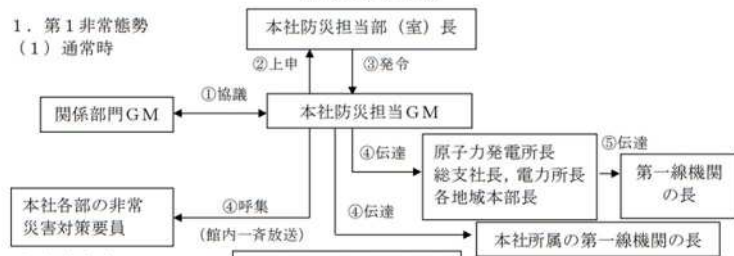 1．第1非常態勢
（1）通常時
本社防災担当部（室）長
②上申
③発令
関係部門GM
①協議
本社防災担当GM
④伝達
原子力発電所長
総支社長，電力所長
各地域本部長
⑤伝達
第一線機関
の長
本社各部の非常
災害対策要員
④呼集
（館内一斉放送）
④伝達
本社所属の第一線機関の長